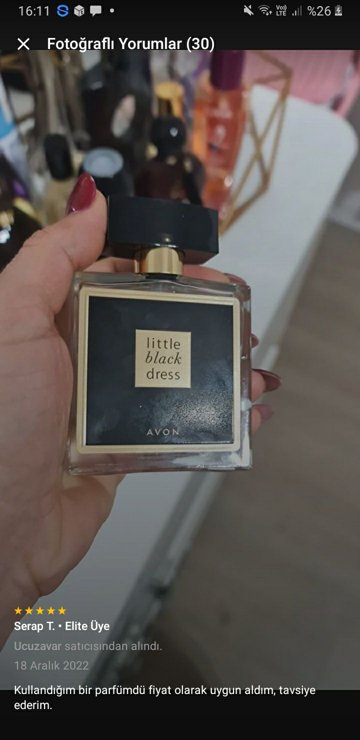 16:11
%26
Fotoğraflı Yorumlar (30)
little
black
dress
AVON
Serap T. • Elite Üye
Ucuzavar satıcısından alındı.
18 Aralık 2022
Kullandığım bir parfümdü fiyat olarak uygun aldım, tavsiye
ederim.